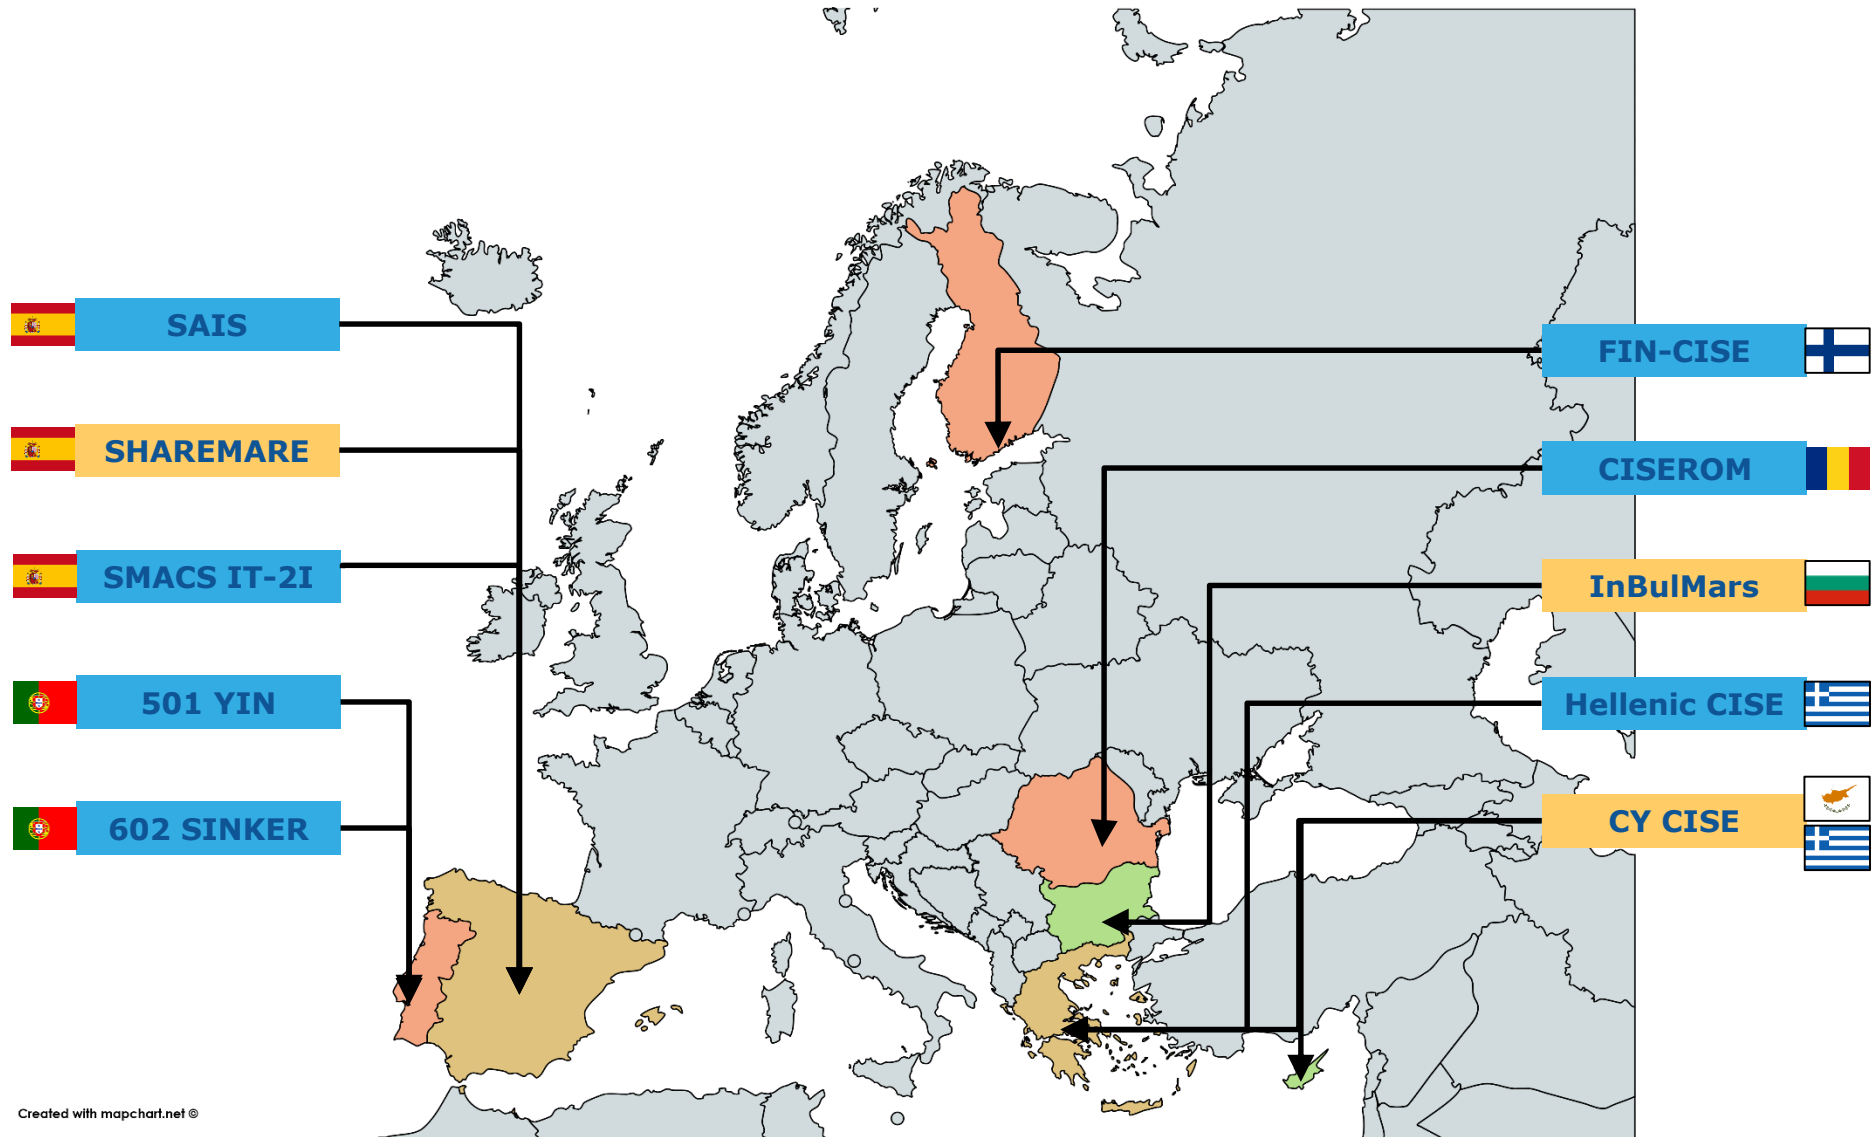 SAIS
SHAREMARE
SMACS IT-2I
501 YIN
602 SINKER
FIN-CISE
CISEROM
InBulMars
Hellenic CISE
CY CISE
Created with mapchart.net ©